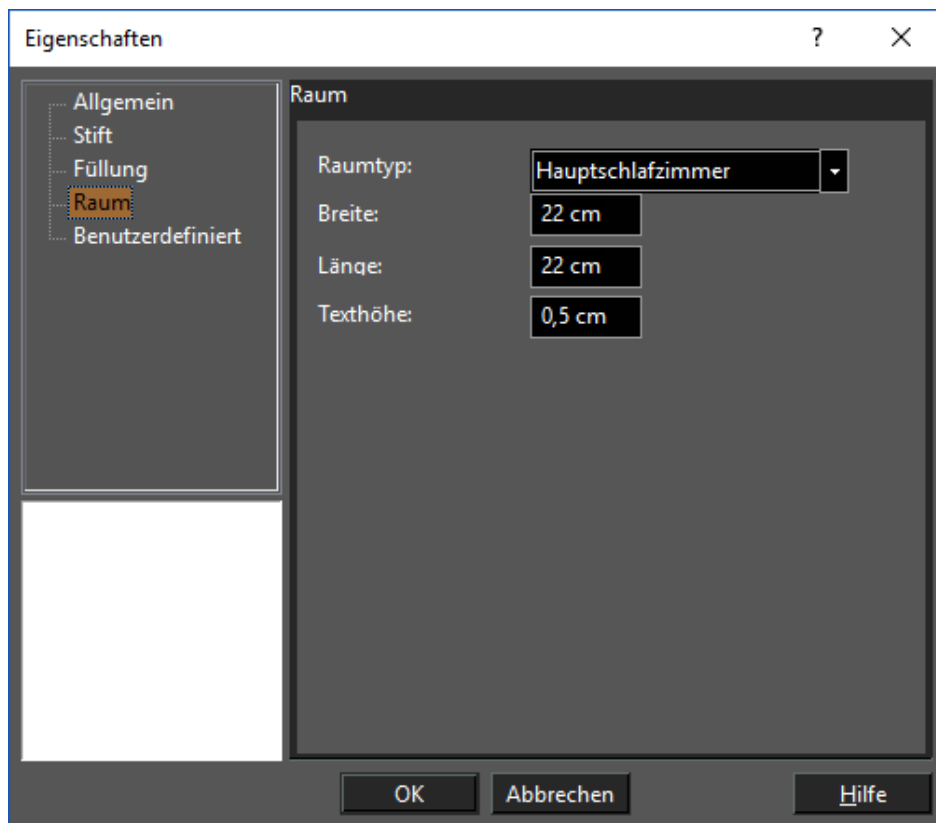 Eigenschaften ?
Allgemein
Stift
Füllung
Raum
Benutzerdefiniert
Raum
Raumtyp: Hauptschlafzimmer
Breite: 22 cm
Länge: 22 cm
Texthöhe: 0,5 cm
OK Abbrechen Hilfe